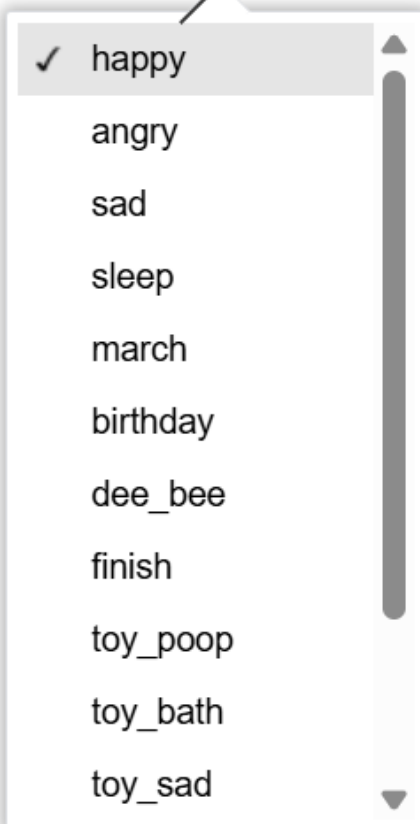 ✓ happy
angry
sad
sleep
march
birthday
dee_bee
finish
toy_poop
toy_bath
toy_sad